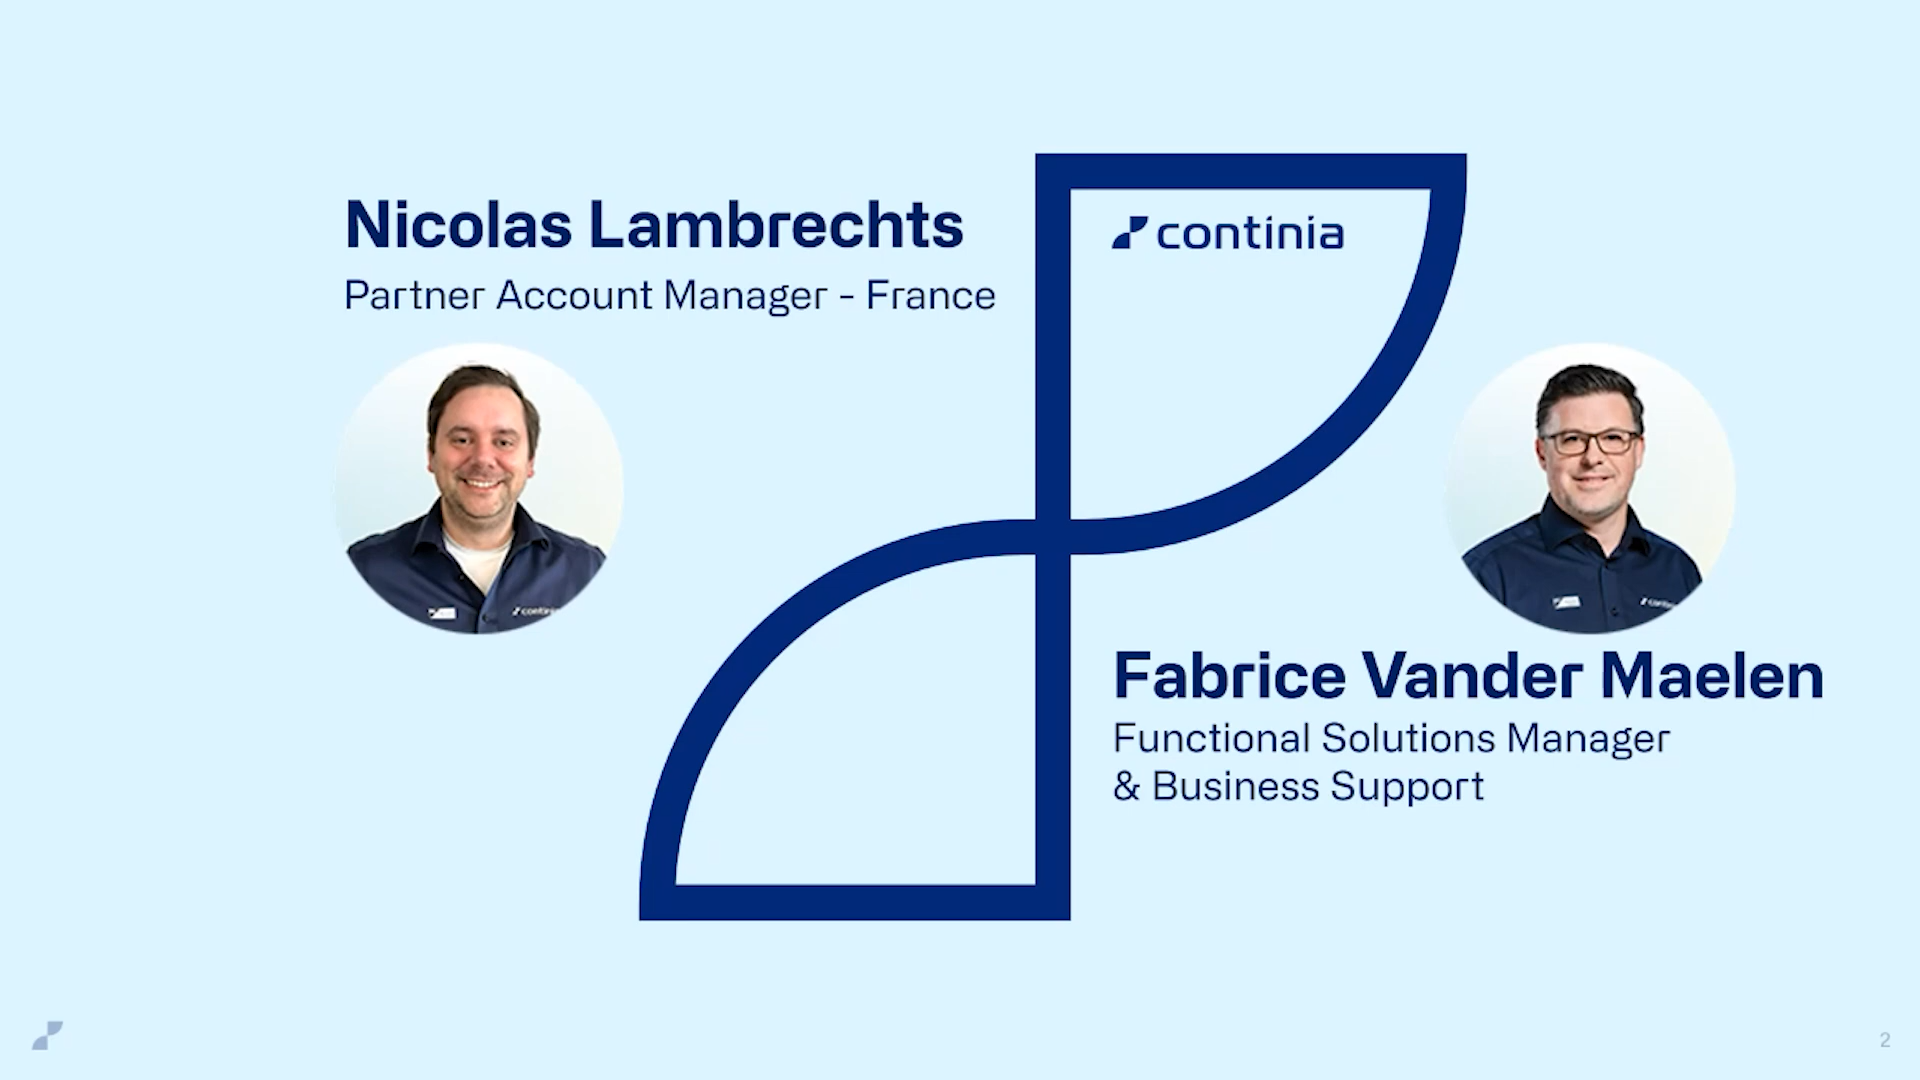 Nicolas Lambrechts
Partner Account Manager - France
continia
Fabrice Vander Maelen
Functional Solutions Manager
& Business Support
2